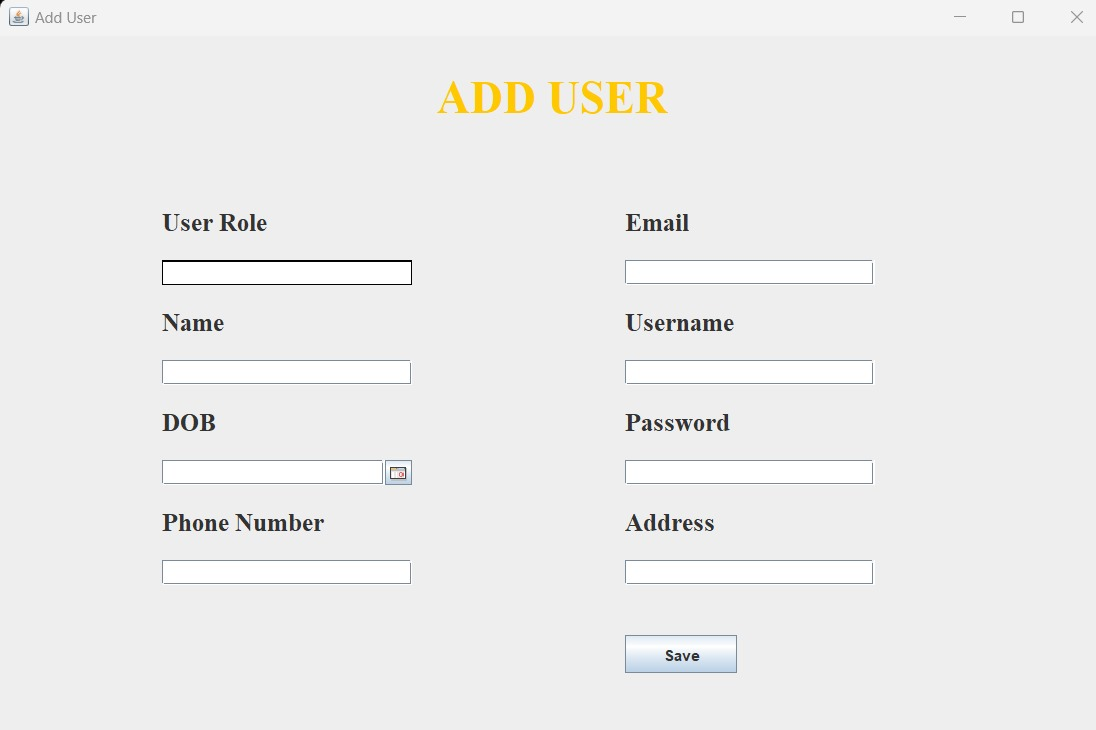 Add User
ADD USER
User Role
Email
Name
Username
DOB
Password
Phone Number
Address
Save